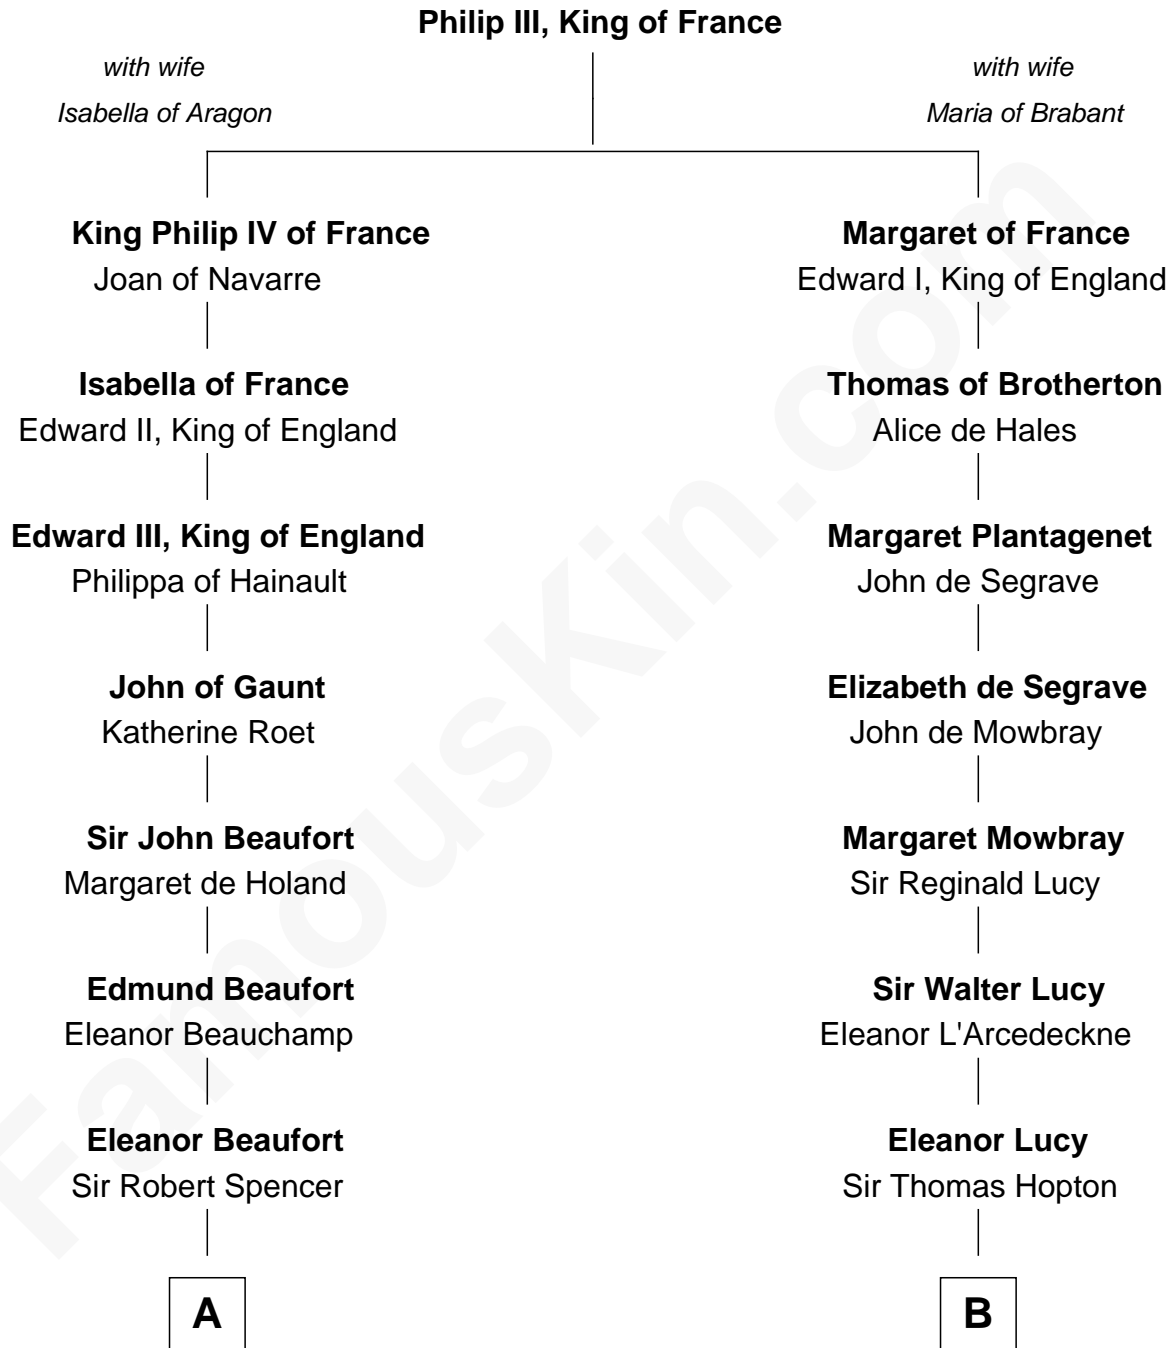 Philip III, King of France
with wife
Isabella of Aragon
with wife
Maria of Brabant
King Philip IV of France
Joan of Navarre
Margaret of France
Edward I, King of England
Isabella of France
Edward II, King of England
Thomas of Brotherton
Alice de Hales
Edward III, King of England
Philippa of Hainault
Margaret Plantagenet
John de Segrave
John of Gaunt
Katherine Roet
Elizabeth de Segrave
John de Mowbray
Sir John Beaufort
Margaret de Holand
Margaret Mowbray
Sir Reginald Lucy
Edmund Beaufort
Eleanor Beauchamp
Sir Walter Lucy
Eleanor L'Arcedeckne
Eleanor Beaufort
Sir Robert Spencer
Eleanor Lucy
Sir Thomas Hopton
A
B
FamousKin.com